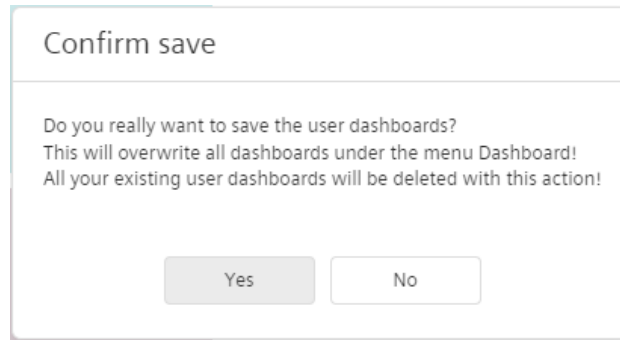 Confirm save
Do you really want to save the user dashboards?
This will overwrite all dashboards under the menu Dashboard!
All your existing user dashboards will be deleted with this action!
Yes
No